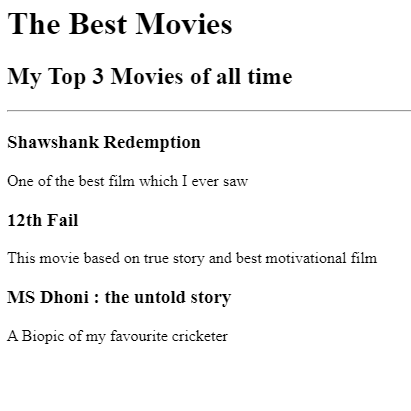 The Best Movies
My Top 3 Movies of all time
Shawshank Redemption
One of the best film which I ever saw
12th Fail
This movie based on true story and best motivational film
MS Dhoni : the untold story
A Biopic of my favourite cricketer